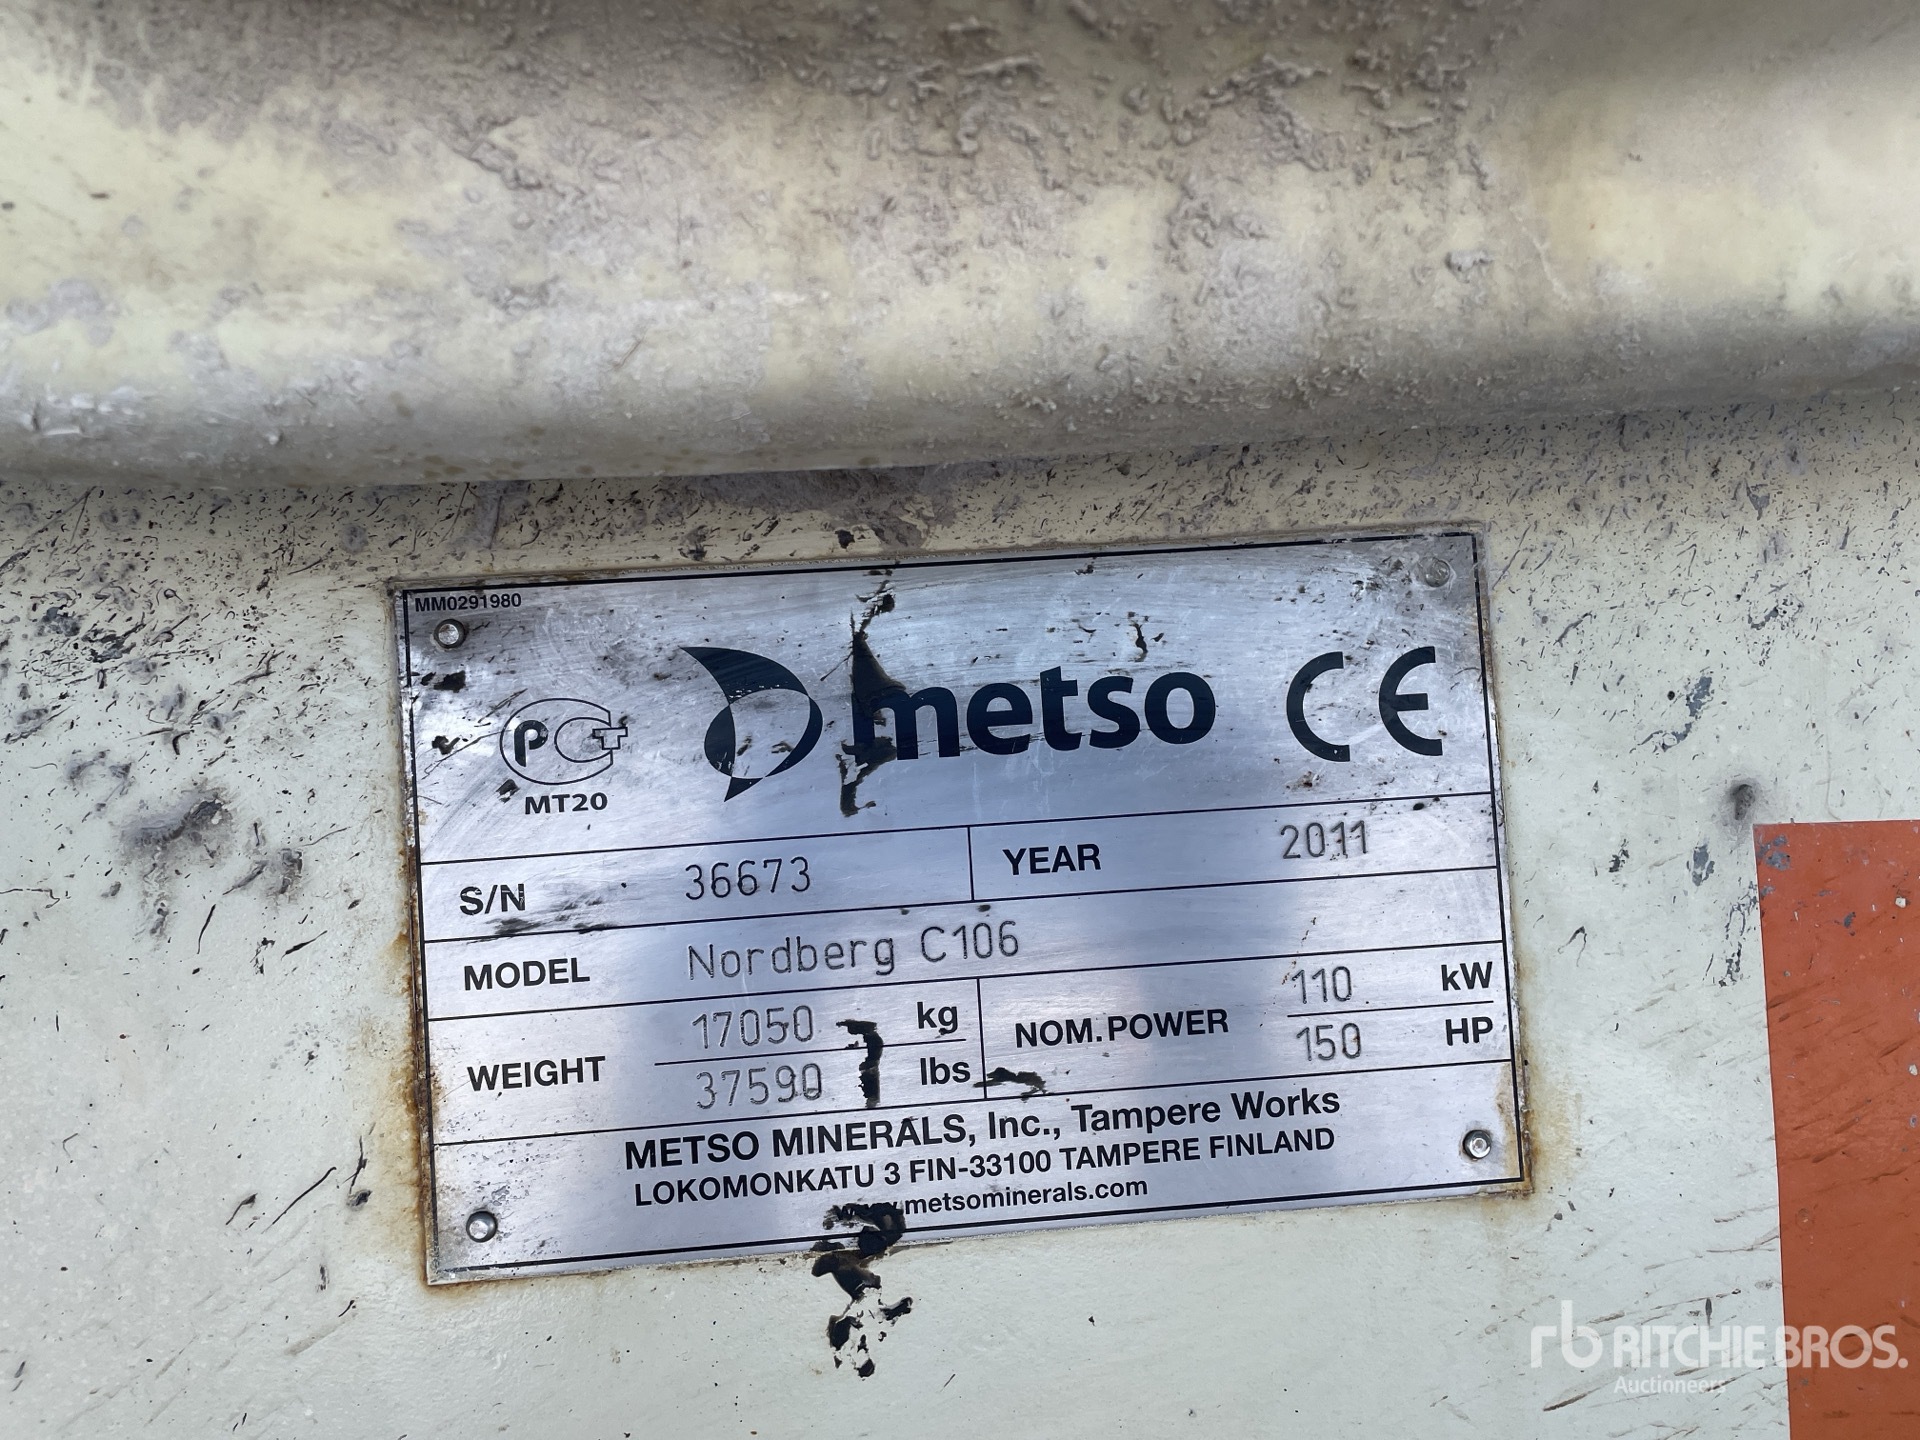 MM0291980
PCT
MT20
metso CE
S/N 36673 YEAR 2011
MODEL Nordberg C106
WEIGHT 17050 kg NOM. POWER 110 kW
37590 lbs 150 HP
METSO MINERALS, Inc., Tampere Works
LOKOMONKATU 3 FIN-33100 TAMPERE FINLAND
www.metsominerals.com
rb RITCHIE BROS.
Auctioneers